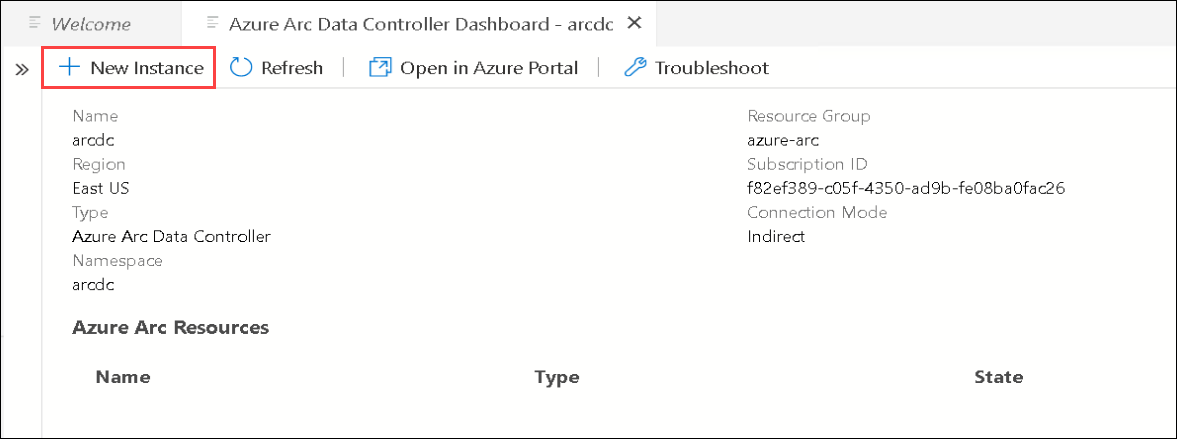 Welcome
Azure Arc Data Controller Dashboard - arcdc
New Instance Refresh Open in Azure Portal Troubleshoot
Name
arcdc
Region
East US
Type
Azure Arc Data Controller
Namespace
arcdc
Resource Group
azure-arc
Subscription ID
f82ef389-c05f-4350-ad9b-fe08ba0fac26
Connection Mode
Indirect
Azure Arc Resources
Name Type State